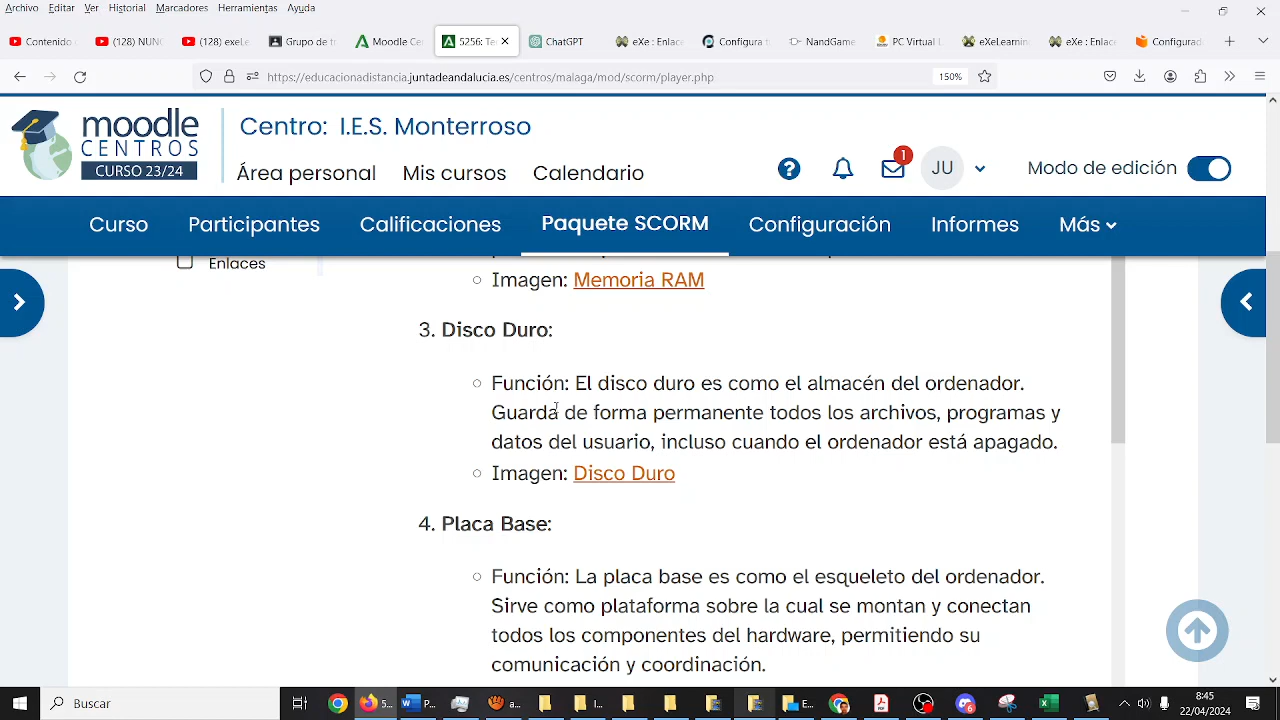 Archivo Editar Ver Historial Marcadores Herramientas Ayuda
Contenido (128) NUNC (128) exeLe Grupo de tr Moodle Cen 5256: Te ChatGPT eXe : Enlace Configura t NandGame PC Virtual L eXeLearnin eXe : Enlace Configurad
https://educacionadistancia.juntadeandalucia.es/centros/malaga/mod/scorm/player.php 150%
moodle
CENTROS
CURSO 23/24
Centro: I.E.S. Monterroso
Área personal Mis cursos Calendario 1 JU Modo de edición
Curso Participantes Calificaciones Paquete SCORM Configuración Informes Más
Enlaces
Imagen: Memoria RAM
3. Disco Duro:
Función: El disco duro es como el almacén del ordenador.
Guarda de forma permanente todos los archivos, programas y
datos del usuario, incluso cuando el ordenador está apagado.
Imagen: Disco Duro
4. Placa Base:
Función: La placa base es como el esqueleto del ordenador.
Sirve como plataforma sobre la cual se montan y conectan
todos los componentes del hardware, permitiendo su
comunicación y coordinación.
Buscar
8:45
22/04/2024